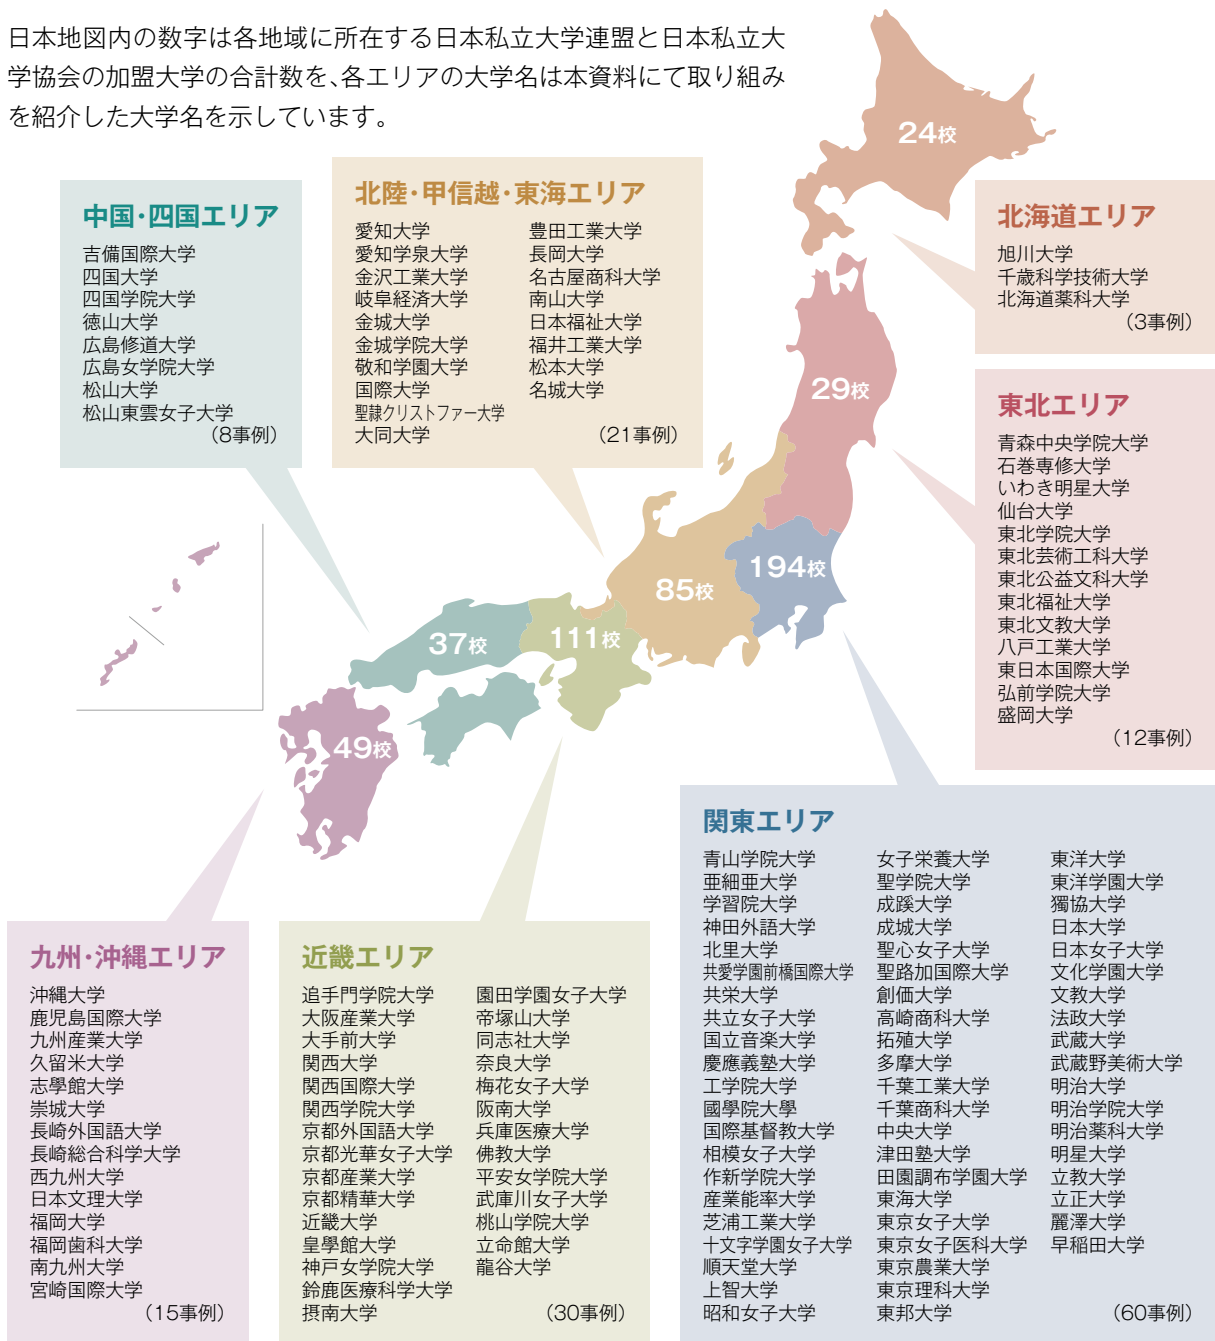 日本地図内の数字は各地域に所在する日本私立大学連盟と日本私立大
学協会の加盟大学の合計数を、各エリアの大学名は本資料にて取り組み
を紹介した大学名を示しています。
24校
29校
194校
85校
111校
37校
49校
中国・四国エリア
吉備国際大学
四国大学
四国学院大学
徳山大学
広島修道大学
広島女学院大学
松山大学
松山東雲女子大学
（8事例）
北陸・甲信越・東海エリア
愛知大学
愛知学泉大学
金沢工業大学
岐阜経済大学
金城大学
金城学院大学
敬和学園大学
国際大学
聖隷クリストファー大学
大同大学
豊田工業大学
長岡大学
名古屋商科大学
南山大学
日本福祉大学
福井工業大学
松本大学
名城大学
（21事例）
北海道エリア
旭川大学
千歳科学技術大学
北海道薬科大学
（3事例）
東北エリア
青森中央学院大学
石巻専修大学
いわき明星大学
仙台大学
東北学院大学
東北芸術工科大学
東北公益文科大学
東北福祉大学
東北文教大学
八戸工業大学
東日本国際大学
弘前学院大学
盛岡大学
（12事例）
関東エリア
青山学院大学
亜細亜大学
学習院大学
神田外語大学
北里大学
共愛学園前橋国際大学
共栄大学
共立女子大学
国立音楽大学
慶應義塾大学
工学院大学
國學院大學
国際基督教大学
相模女子大学
作新学院大学
産業能率大学
芝浦工業大学
十文字学園女子大学
順天堂大学
上智大学
昭和女子大学
女子栄養大学
聖学院大学
成蹊大学
成城大学
聖心女子大学
聖路加国際大学
創価大学
高崎商科大学
拓殖大学
多摩大学
千葉工業大学
千葉商科大学
中央大学
津田塾大学
田園調布学園大学
東海大学
東京女子大学
東京女子医科大学
東京農業大学
東京理科大学
東邦大学
東洋大学
東洋学園大学
獨協大学
日本大学
日本女子大学
文化学園大学
文教大学
法政大学
武蔵大学
武蔵野美術大学
明治大学
明治学院大学
明治薬科大学
明星大学
立教大学
立正大学
麗澤大学
早稲田大学
（60事例）
九州・沖縄エリア
沖縄大学
鹿児島国際大学
九州産業大学
久留米大学
志學館大学
崇城大学
長崎外国語大学
長崎総合科学大学
西九州大学
日本文理大学
福岡大学
福岡歯科大学
南九州大学
宮崎国際大学
（15事例）
近畿エリア
追手門学院大学
大阪産業大学
大手前大学
関西大学
関西国際大学
関西学院大学
京都外国語大学
京都光華女子大学
京都産業大学
京都精華大学
近畿大学
皇學館大学
神戸女学院大学
鈴鹿医療科学大学
摂南大学
園田学園女子大学
帝塚山大学
同志社大学
奈良大学
梅花女子大学
阪南大学
兵庫医療大学
佛教大学
平安女学院大学
武庫川女子大学
桃山学院大学
立命館大学
龍谷大学
（30事例）